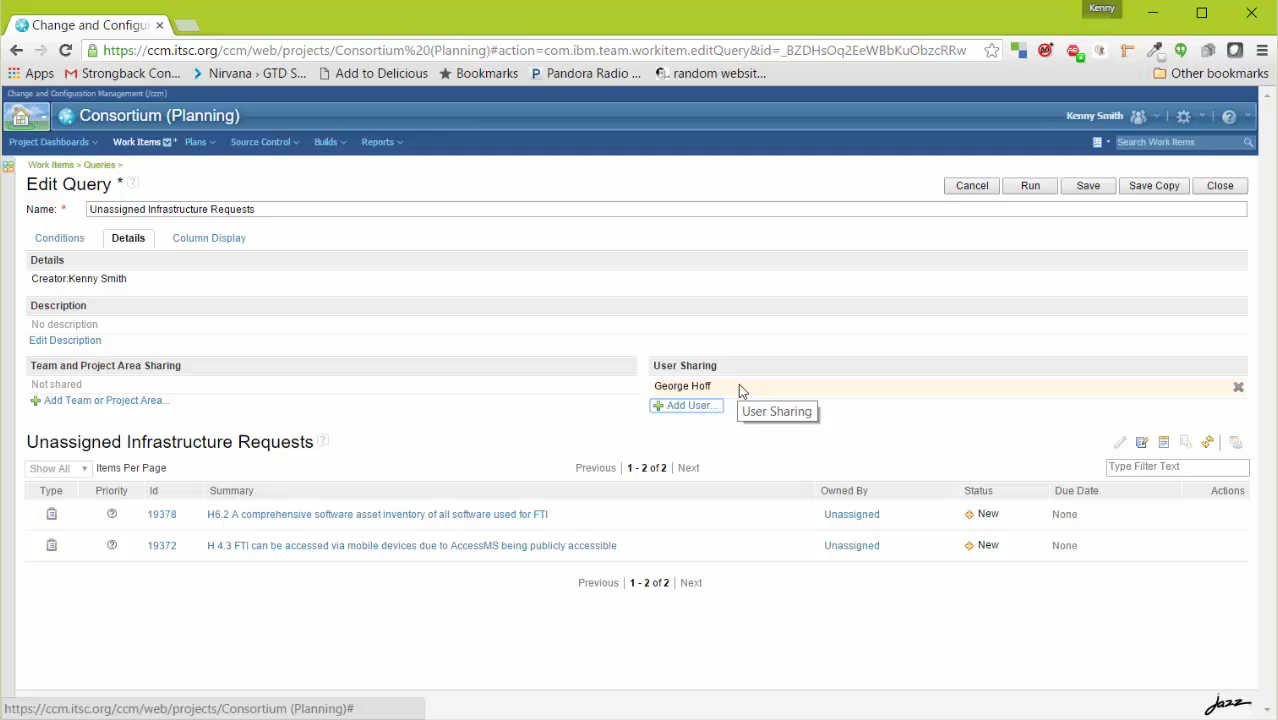 Kenny
Change and Configu
https://ccm.itsc.org/ccm/web/projects/Consortium%20(Planning)#action=com.ibm.team.workitem.editQuery&id=_BZDHsOq2EeWBbKuObzcRRw
Apps Strongback Con... Nirvana | GTD S... Add to Delicious Bookmarks Pandora Radio ... random websit... Other bookmarks
Change and Configuration Management (/ccm)
Consortium (Planning) Kenny Smith
Project Dashboards Work Items Plans Source Control Builds Reports Search Work Items
Work Items > Queries >
Edit Query * ? Cancel Run Save Save Copy Close
Name: * Unassigned Infrastructure Requests
Conditions Details Column Display
Details
Creator:Kenny Smith
Description
No description
Edit Description
Team and Project Area Sharing User Sharing
Not shared George Hoff
Add Team or Project Area... Add User...
User Sharing
Unassigned Infrastructure Requests ?
Show All Items Per Page Previous | 1 - 2 of 2 | Next Type Filter Text
Type Priority Id Summary Owned By Status Due Date Actions
19378 H6.2 A comprehensive software asset inventory of all software used for FTI Unassigned New None
19372 H 4.3 FTI can be accessed via mobile devices due to AccessMS being publicly accessible Unassigned New None
Previous | 1 - 2 of 2 | Next
https://ccm.itsc.org/ccm/web/projects/Consortium (Planning)#
Jazz